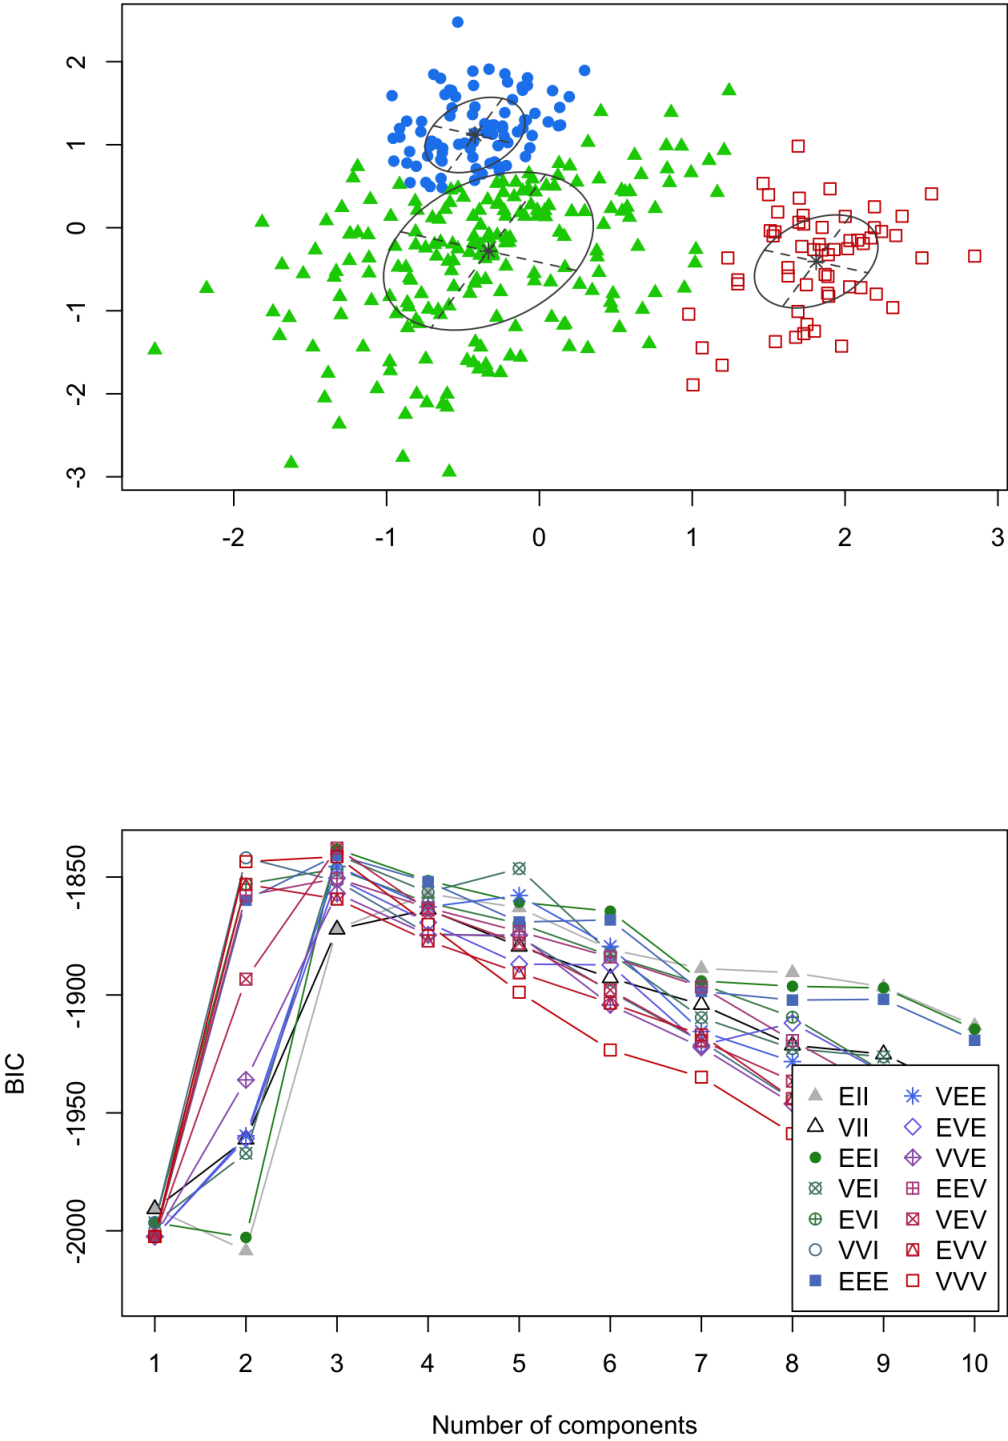 2
1
0
-1
-2
-3
-2 -1 0 1 2 3
-1850
-1900
-1950
-2000
BIC
EII VEE
VII EVE
EEI VVE
VEI EEV
EVI VEV
VVI EVV
EEE VVV
1 2 3 4 5 6 7 8 9 10
Number of components